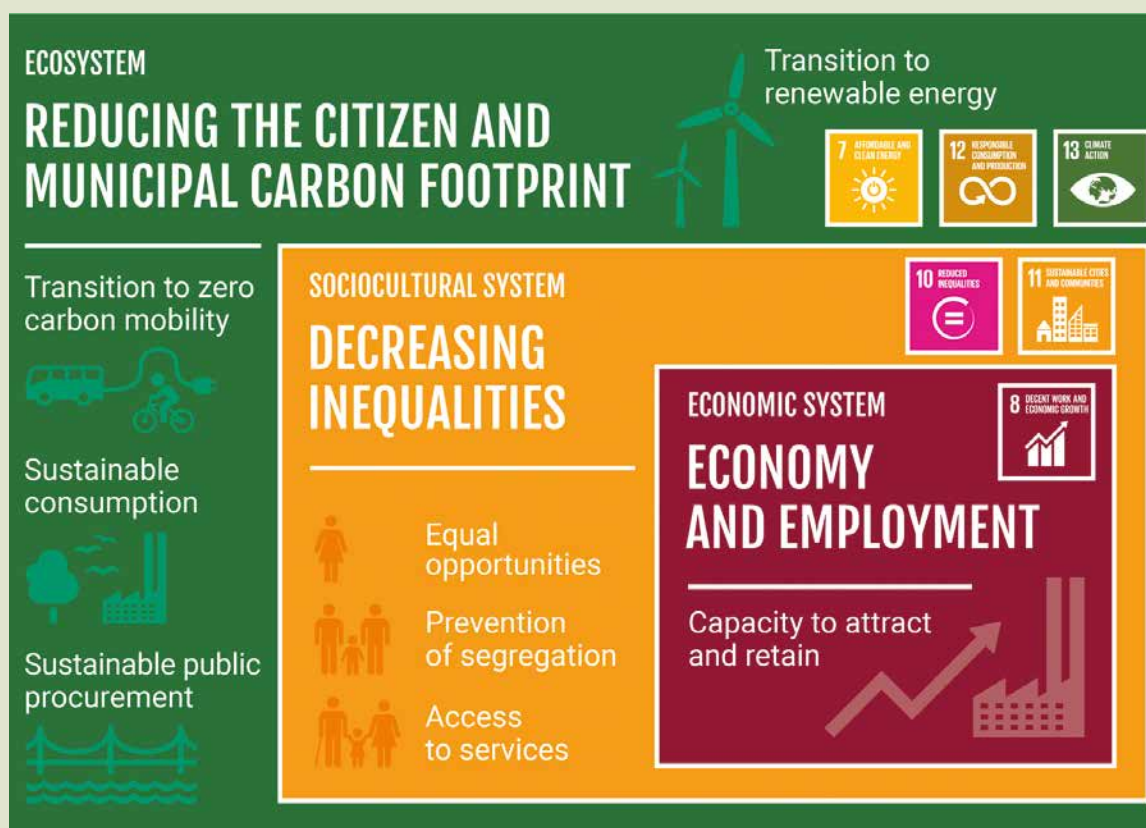 ECOSYSTEM
REDUCING THE CITIZEN AND
MUNICIPAL CARBON FOOTPRINT
Transition to
renewable energy
7 AFFORDABLE AND
CLEAN ENERGY
12 RESPONSIBLE
CONSUMPTION
AND PRODUCTION
13 CLIMATE
ACTION
Transition to zero
carbon mobility
Sustainable
consumption
Sustainable public
procurement
SOCIOCULTURAL SYSTEM
DECREASING
INEQUALITIES
10 REDUCED
INEQUALITIES
11 SUSTAINABLE CITIES
AND COMMUNITIES
Equal
opportunities
Prevention
of segregation
Access
to services
ECONOMIC SYSTEM
ECONOMY
AND EMPLOYMENT
8 DECENT WORK AND
ECONOMIC GROWTH
Capacity to attract
and retain